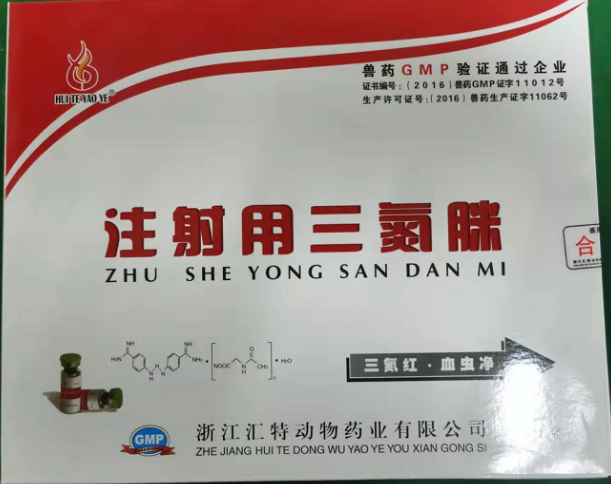 兽药GMP验证通过企业
证书编号:(2016)兽药GMP证字11012号
生产许可证号:(2016)兽药生产证字11062号
HUI TE YAO YE®
注射用三氮脒
ZHU SHE YONG SAN DAN MI
合
三氮红·血虫净
GMP
浙江汇特动物药业有限公司
ZHE JIANG HUI TE DONG WU YAO YE YOU XIAN GONG SI